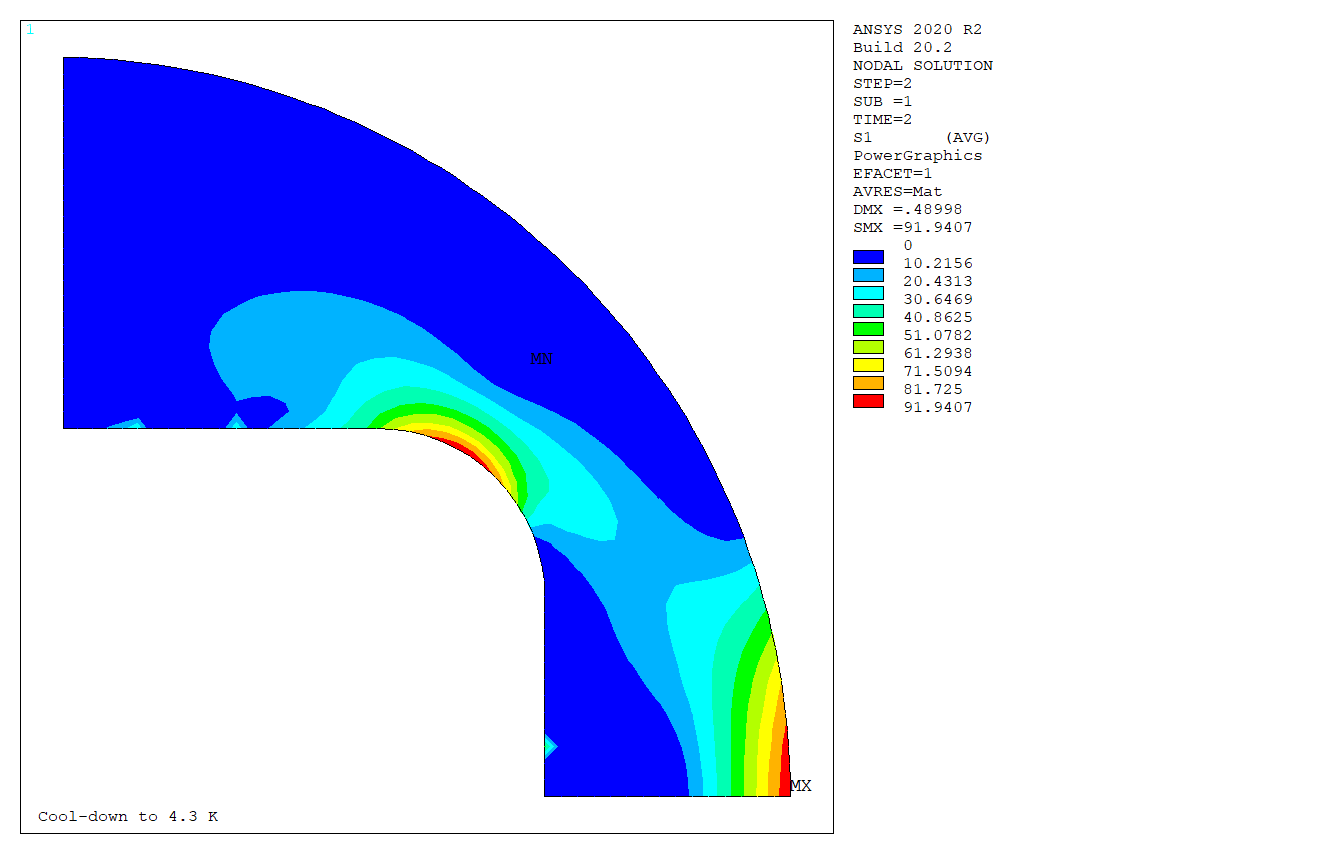 1
ANSYS 2020 R2
Build 20.2
NODAL SOLUTION
STEP=2
SUB =1
TIME=2
S1 (AVG)
PowerGraphics
EFACET=1
AVRES=Mat
DMX =.48998
SMX =91.9407
0
10.2156
20.4313
30.6469
40.8625
51.0782
61.2938
71.5094
81.725
91.9407
MN
MX
Cool-down to 4.3 K